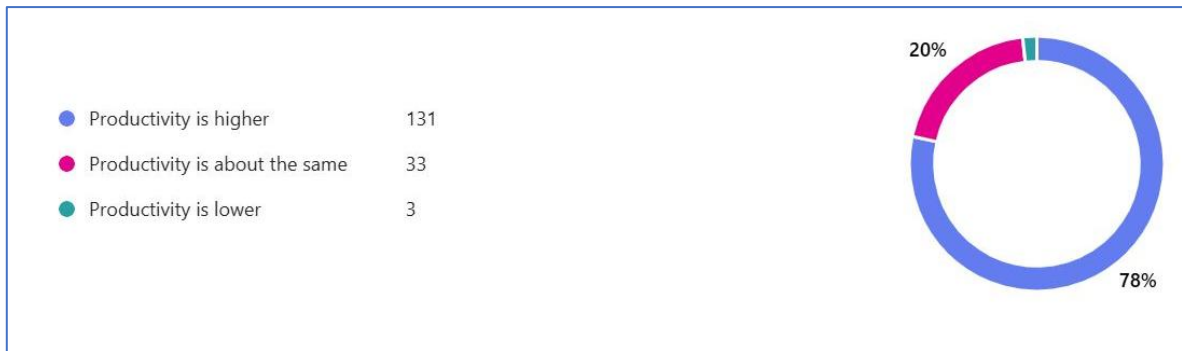 20%
Productivity is higher 131
Productivity is about the same 33
Productivity is lower 3
78%